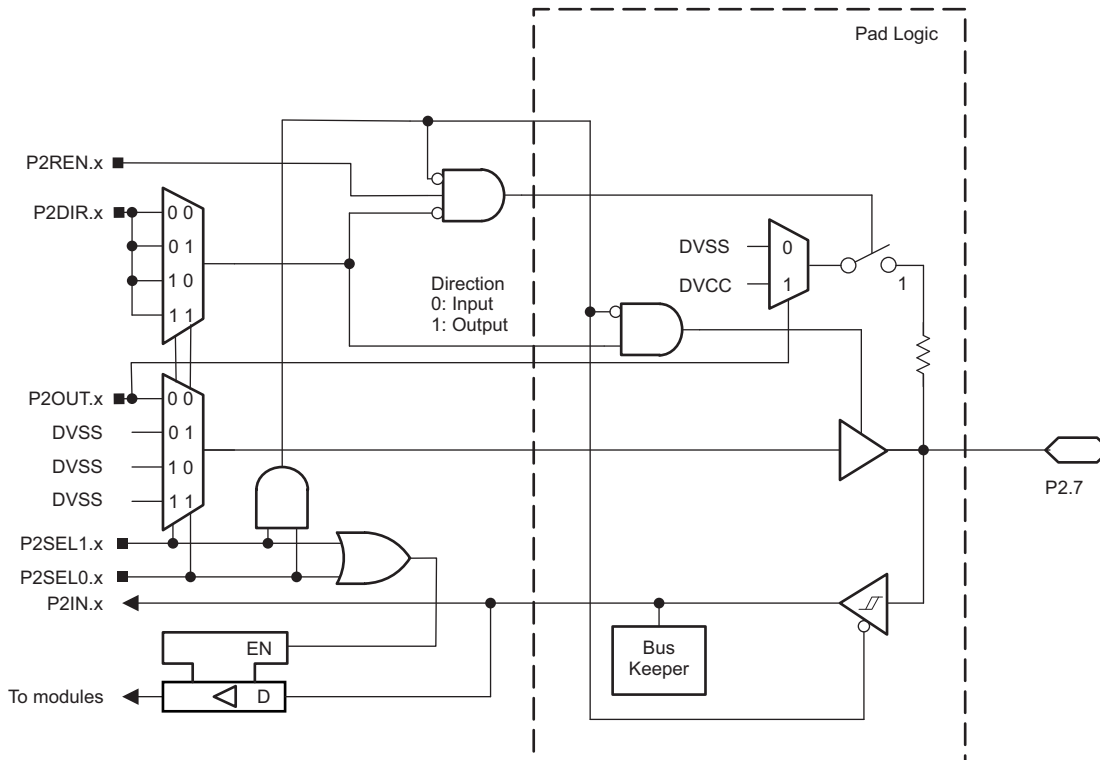 Pad Logic
P2REN.x
P2DIR.x
0 0
0 1
1 0
1 1
Direction
0: Input
1: Output
DVSS
0
DVCC
1
1
P2OUT.x
0 0
DVSS
0 1
DVSS
1 0
DVSS
1 1
P2.7
P2SEL1.x
P2SEL0.x
P2IN.x
EN
Bus
Keeper
To modules
D